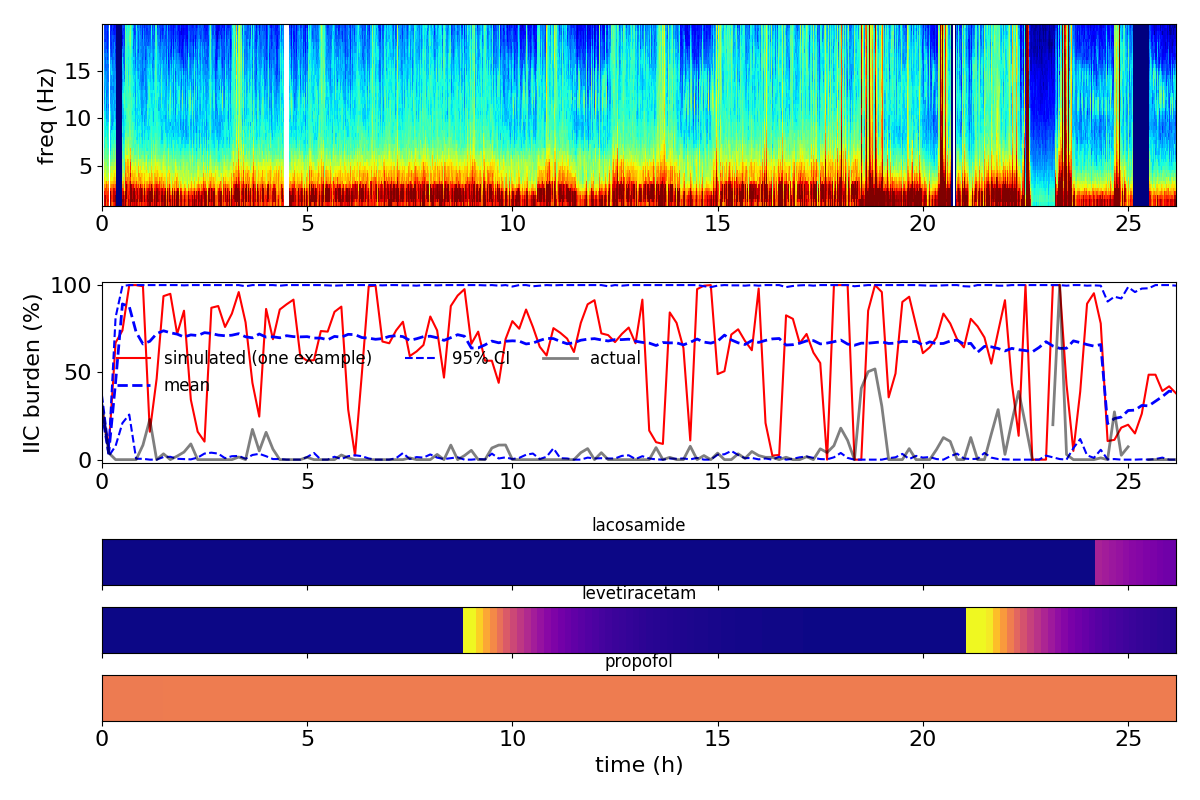 freq (Hz)
15
10
5
0 5 10 15 20 25
IIC burden (%)
100
50
0
simulated (one example) 95% CI actual
mean
0 5 10 15 20 25
lacosamide
levetiracetam
propofol
0 5 10 15 20 25
time (h)